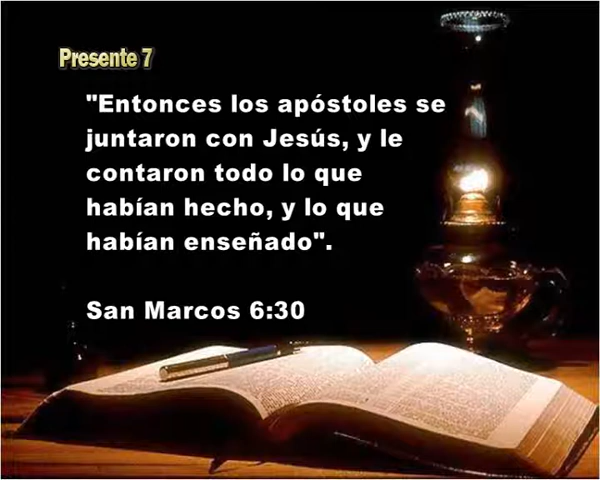 Presente 7
"Entonces los apóstoles se
juntaron con Jesús, y le
contaron todo lo que
habían hecho, y lo que
habían enseñado".
San Marcos 6:30